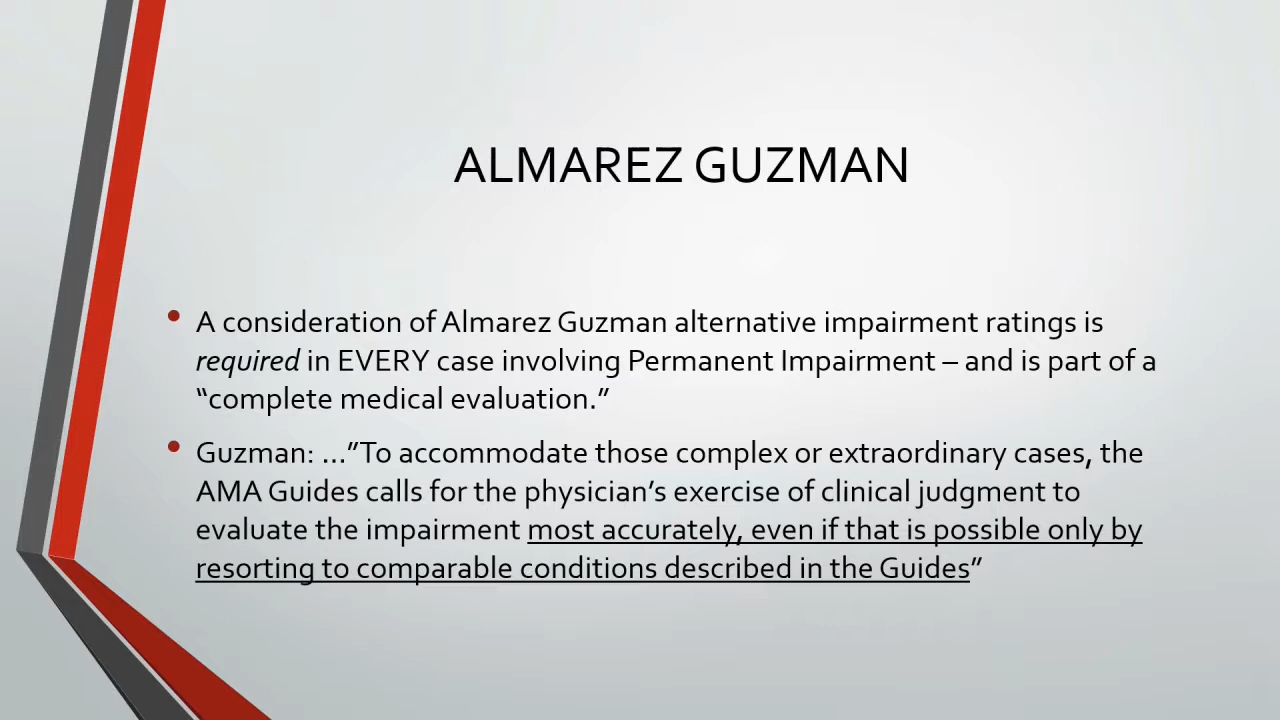 ALMAREZ GUZMAN
• A consideration of Almarez Guzman alternative impairment ratings is
required in EVERY case involving Permanent Impairment – and is part of a
“complete medical evaluation.”
• Guzman: …”To accommodate those complex or extraordinary cases, the
AMA Guides calls for the physician’s exercise of clinical judgment to
evaluate the impairment most accurately, even if that is possible only by
resorting to comparable conditions described in the Guides”